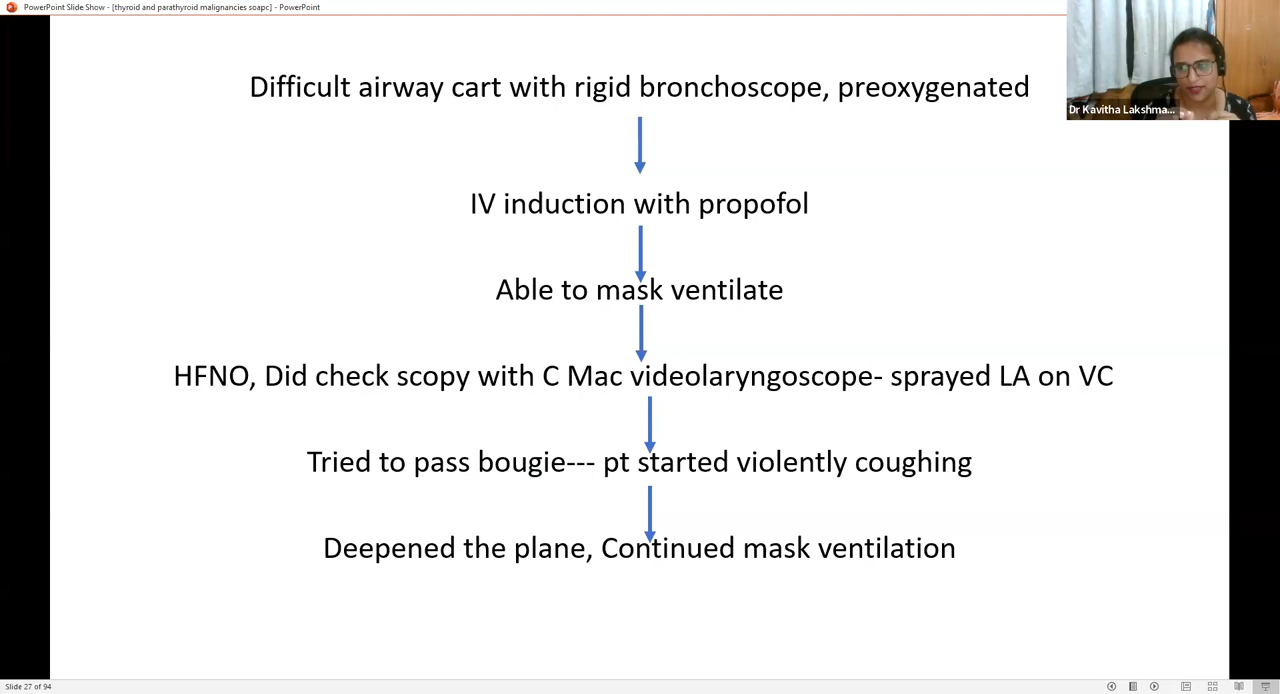 PowerPoint Slide Show - [thyroid and parathyroid malignancies soapc] - PowerPoint
Difficult airway cart with rigid bronchoscope, preoxygenated
Dr Kavitha Lakshma...
IV induction with propofol
Able to mask ventilate
HFNO, Did check scopy with C Mac videolaryngoscope- sprayed LA on VC
Tried to pass bougie--- pt started violently coughing
Deepened the plane, Continued mask ventilation
Slide 27 of 94